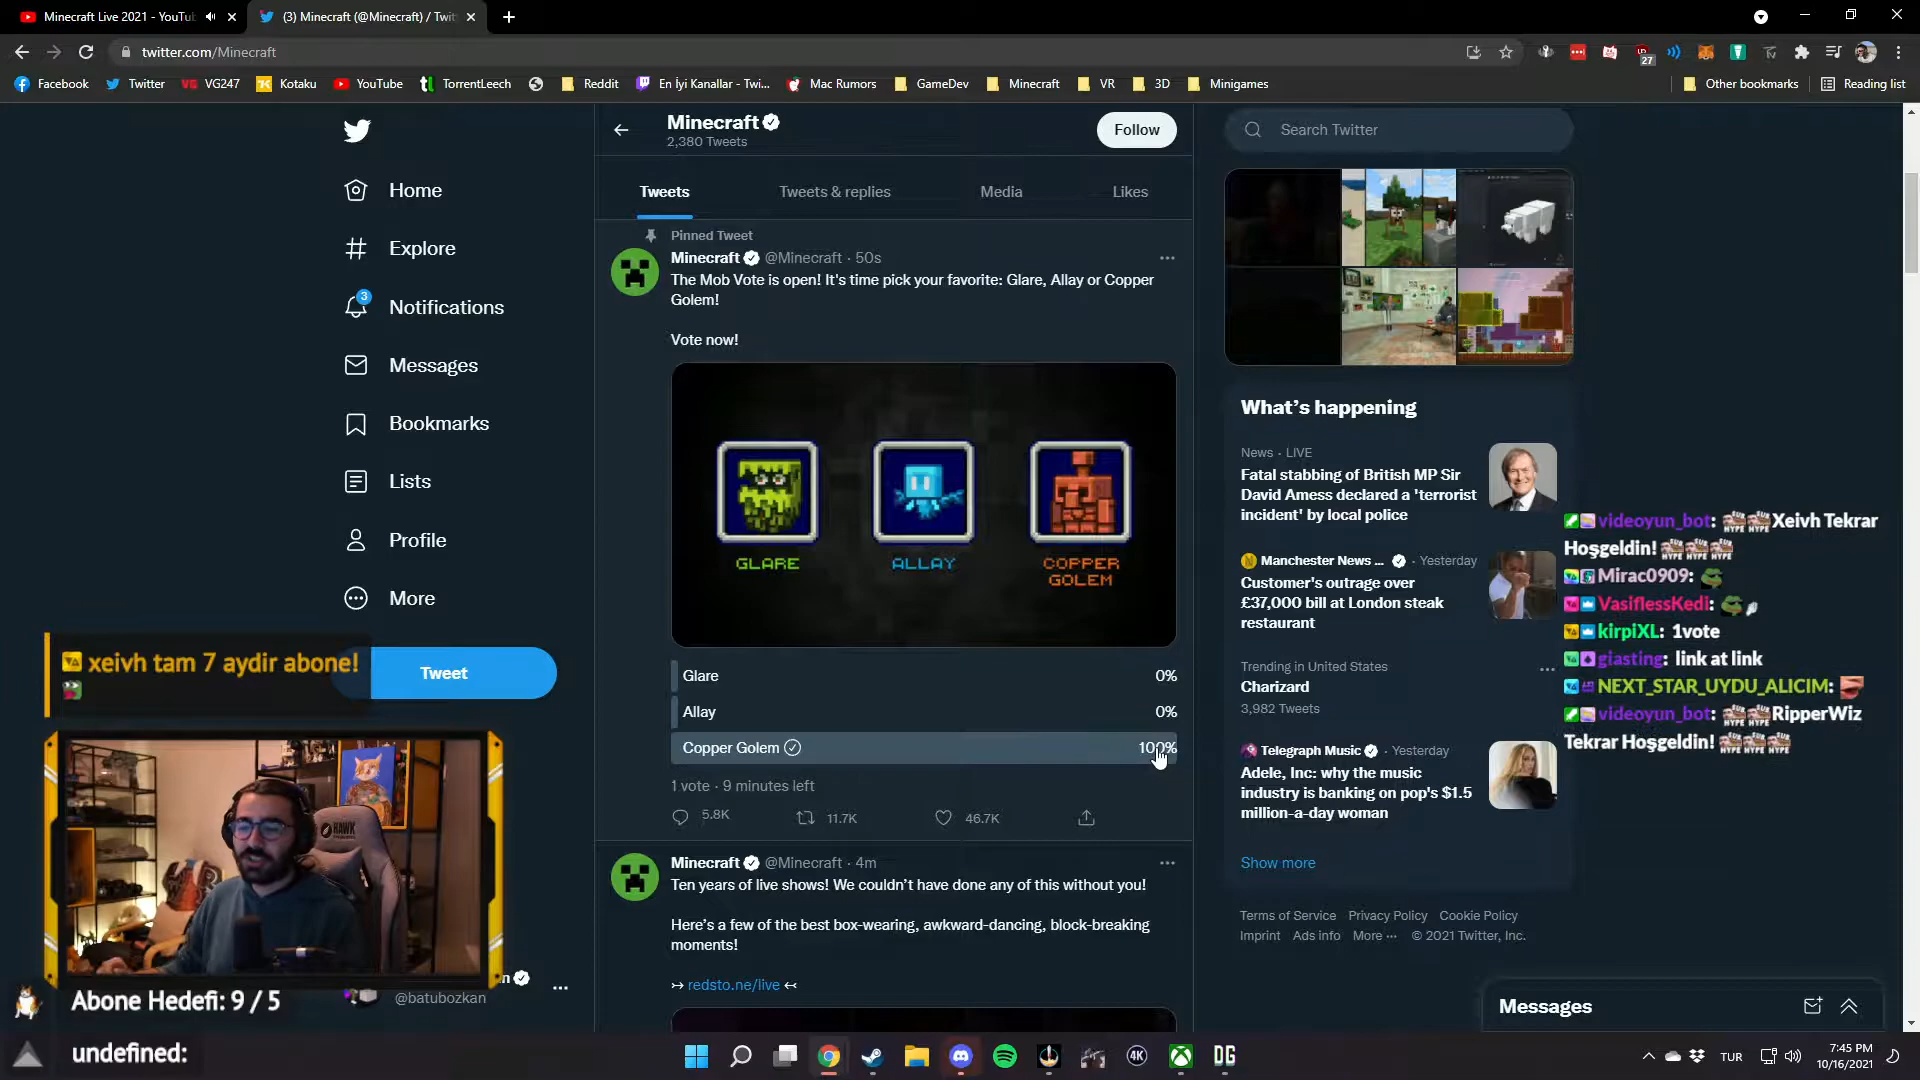 Minecraft Live 2021 - YouTu
(3) Minecraft (@Minecraft) / Twit
twitter.com/Minecraft
27
Facebook
Twitter
VG247
Kotaku
YouTube
TorrentLeech
Reddit
En İyi Kanallar - Twi...
Mac Rumors
GameDev
Minecraft
VR
3D
Minigames
Other bookmarks
Reading list
Home
Explore
3
Notifications
Messages
Bookmarks
Lists
Profile
More
Tweet
xeivh tam 7 aydir abone!
HAWK
@batubozkan
Abone Hedefi: 9 / 5
undefined:
Minecraft
2,380 Tweets
Follow
Tweets
Tweets & replies
Media
Likes
Pinned Tweet
Minecraft @Minecraft · 50s
The Mob Vote is open! It's time pick your favorite: Glare, Allay or Copper
Golem!
Vote now!
GLARE
ALLAY
COPPER
GOLEM
Glare 0%
Allay 0%
Copper Golem 100%
1 vote · 9 minutes left
5.8K
11.7K
46.7K
Minecraft @Minecraft · 4m
Ten years of live shows! We couldn't have done any of this without you!
Here's a few of the best box-wearing, awkward-dancing, block-breaking
moments!
↣ redsto.ne/live ↢
Search Twitter
What's happening
News · LIVE
Fatal stabbing of British MP Sir
David Amess declared a 'terrorist
incident' by local police
Manchester News ... · Yesterday
Customer's outrage over
£37,000 bill at London steak
restaurant
Trending in United States
Charizard
3,982 Tweets
Telegraph Music · Yesterday
Adele, Inc: why the music
industry is banking on pop's $1.5
million-a-day woman
Show more
Terms of Service Privacy Policy Cookie Policy
Imprint Ads info More ··· © 2021 Twitter, Inc.
videoyun_bot: Xeivh Tekrar
Hoşgeldin!
Mirac0909:
VasiflessKedi:
kirpiXL: 1vote
giasting: link at link
NEXT_STAR_UYDU_ALICIM:
videoyun_bot: RipperWiz
Tekrar Hoşgeldin!
Messages
4K
DG
TUR
7:45 PM
10/16/2021